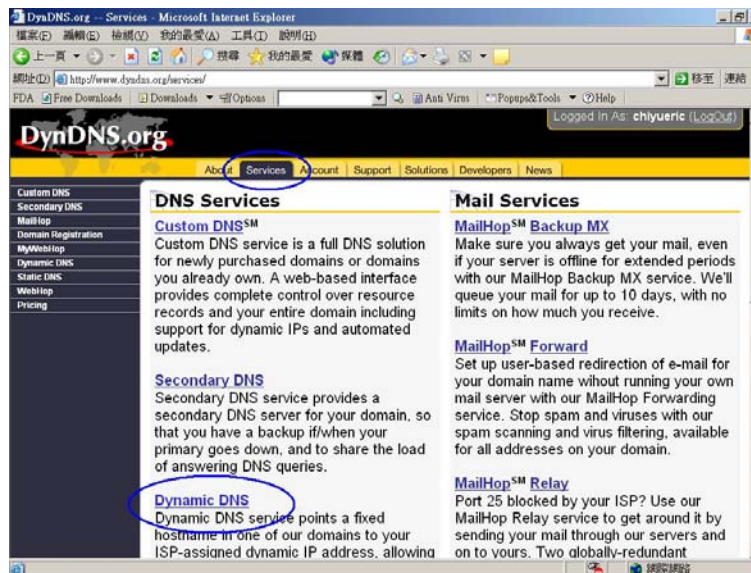 DynDNS.org -- Services - Microsoft Internet Explorer
檔案(F) 編輯(E) 檢視(V) 我的最愛(A) 工具(T) 說明(H)
上一頁 搜尋 我的最愛 媒體
網址(D) http://www.dyndns.org/services/ 移至 連結
FDA Free Downloads Downloads Options Anti Virus Popups&Tools Help
Logged In As: chiyueric (LogOut)
DynDNS.org
About Services Account Support Solutions Developers News
Custom DNS
Secondary DNS
MailHop
Domain Registration
MyWebHop
Dynamic DNS
Static DNS
WebHop
Pricing
DNS Services
Custom DNS℠
Custom DNS service is a full DNS solution
for newly purchased domains or domains
you already own. A web-based interface
provides complete control over resource
records and your entire domain including
support for dynamic IPs and automated
updates.
Secondary DNS
Secondary DNS service provides a
secondary DNS server for your domain, so
that you have a backup if/when your
primary goes down, and to share the load
of answering DNS queries.
Dynamic DNS
Dynamic DNS service points a fixed
hostname in one of our domains to your
ISP-assigned dynamic IP address, allowing
Mail Services
MailHop℠ Backup MX
Make sure you always get your mail, even
if your server is offline for extended periods
with our MailHop Backup MX service. We'll
queue your mail for up to 10 days, with no
limits on how much you receive.
MailHop℠ Forward
Set up user-based redirection of e-mail for
your domain name wihout running your own
mail server with our MailHop Forwarding
service. Stop spam and viruses with our
spam scanning and virus filtering, available
for all addresses on your domain.
MailHop℠ Relay
Port 25 blocked by your ISP? Use our
MailHop Relay service to get around it by
sending your mail through our servers and
on to yours. Two globally-redundant
網際網路